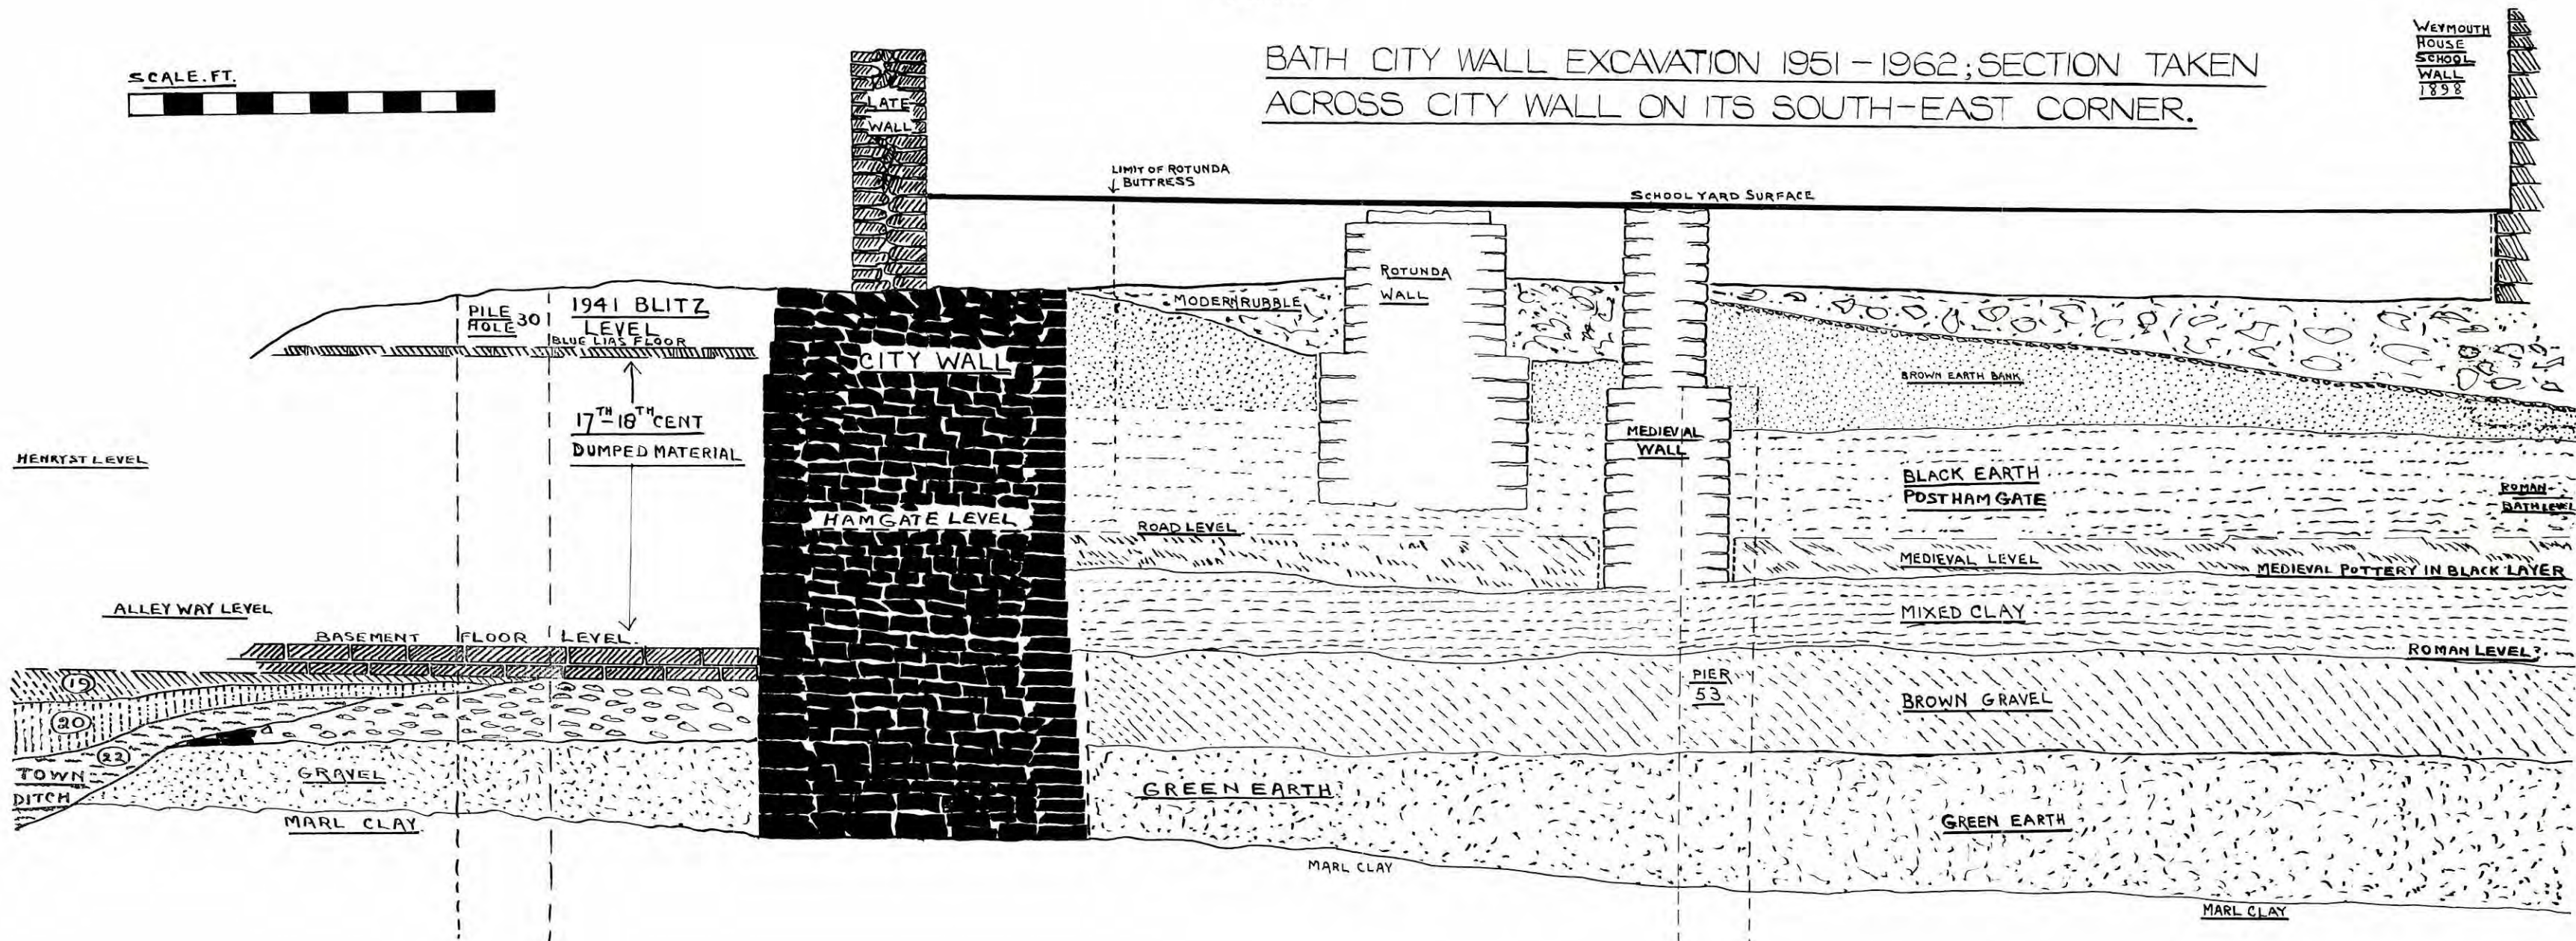 BATH CITY WALL EXCAVATION 1951-1962; SECTION TAKEN
ACROSS CITY WALL ON ITS SOUTH-EAST CORNER.
SCALE. FT.
WEYMOUTH
HOUSE
SCHOOL
WALL
1898
LATE
WALL
LIMIT OF ROTUNDA
BUTTRESS
SCHOOL YARD SURFACE
ROTUNDA
WALL
MODERN RUBBLE
PILE
HOLE 30
1941 BLITZ
LEVEL
BLUE LIAS FLOOR
CITY WALL
BROWN EARTH BANK
17TH-18TH CENT
DUMPED MATERIAL
MEDIEVAL
WALL
HENRY ST LEVEL
BLACK EARTH
POST HAMGATE
ROMAN
BATH LEVEL
HAMGATE LEVEL
ROAD LEVEL
MEDIEVAL LEVEL
MEDIEVAL POTTERY IN BLACK LAYER
ALLEY WAY LEVEL
MIXED CLAY
BASEMENT FLOOR LEVEL.
ROMAN LEVEL?
19
PIER
53
BROWN GRAVEL
20
22
TOWN
DITCH
GRAVEL
GREEN EARTH
GREEN EARTH
MARL CLAY
MARL CLAY
MARL CLAY